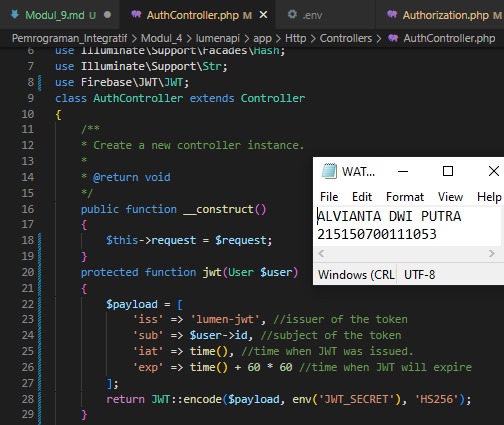 Modul_9.md M
AuthController.php M X
.env
Authorization.php M
Pemrograman_Integratif > Modul_4 > lumenapi > app > Http > Controllers > AuthController.php
6 use Illuminate\Support\Facades\Hash;
7 use Illuminate\Support\Str;
8 use Firebase\JWT\JWT;
9 class AuthController extends Controller
10 {
11 /**
12 * Create a new controller instance.
13 *
14 * @return void
15 */
16 public function __construct()
17 {
18 $this->request = $request;
19 }
20 protected function jwt(User $user)
21 {
22 $payload = [
23 'iss' => 'lumen-jwt', //issuer of the token
24 'sub' => $user->id, //subject of the token
25 'iat' => time(), //time when JWT was issued.
26 'exp' => time() + 60 * 60 //time when JWT will expire
27 ];
28 return JWT::encode($payload, env('JWT_SECRET'), 'HS256');
29 }
WAT...
File Edit Format View Help
ALVIANTA DWI PUTRA
215150700111053
Windows (CRL UTF-8